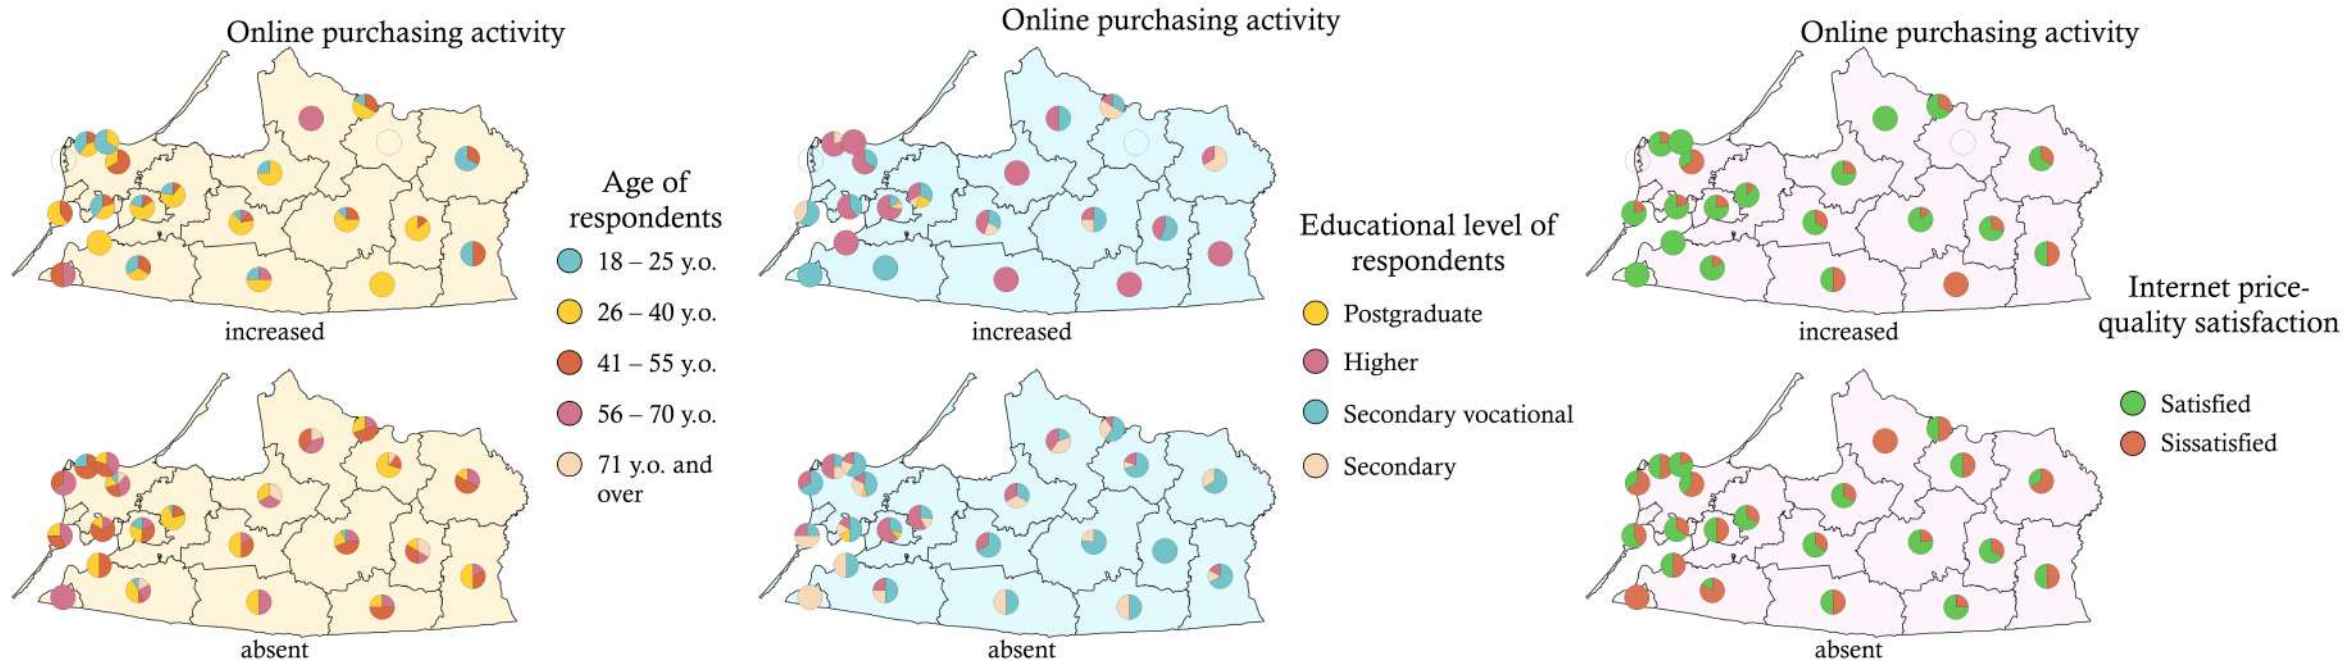 Online purchasing activity
increased
absent
Age of
respondents
18 – 25 y.o.
26 – 40 y.o.
41 – 55 y.o.
56 – 70 y.o.
71 y.o. and
over
Online purchasing activity
increased
absent
Educational level of
respondents
Postgraduate
Higher
Secondary vocational
Secondary
Online purchasing activity
increased
absent
Internet price-
quality satisfaction
Satisfied
Sissatisfied